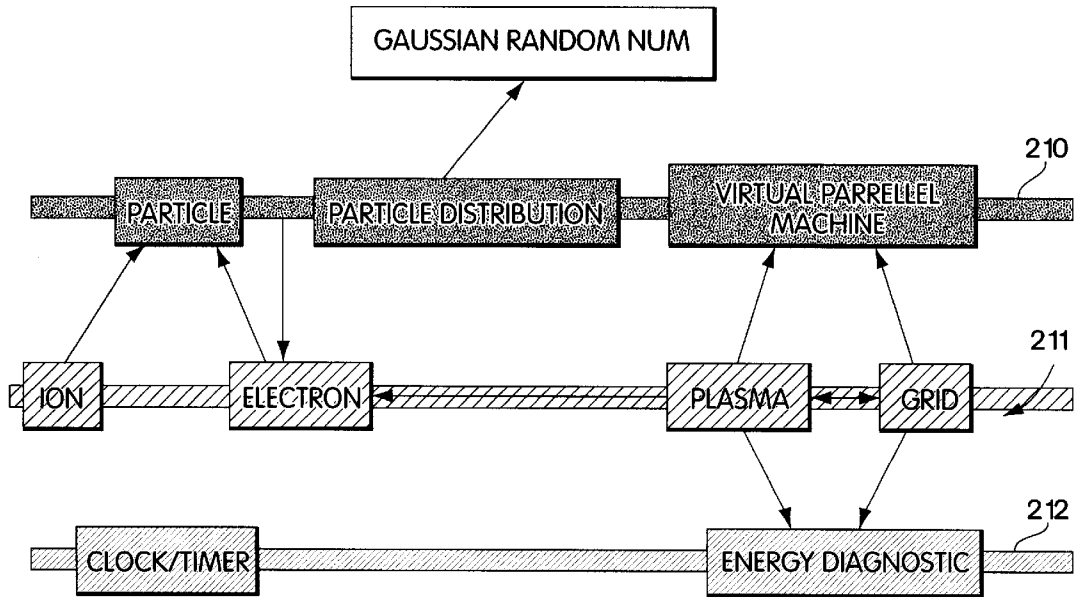 GAUSSIAN RANDOM NUM
210
PARTICLE
PARTICLE DISTRIBUTION
VIRTUAL PARRELLEL
MACHINE
211
ION
ELECTRON
PLASMA
GRID
212
CLOCK/TIMER
ENERGY DIAGNOSTIC